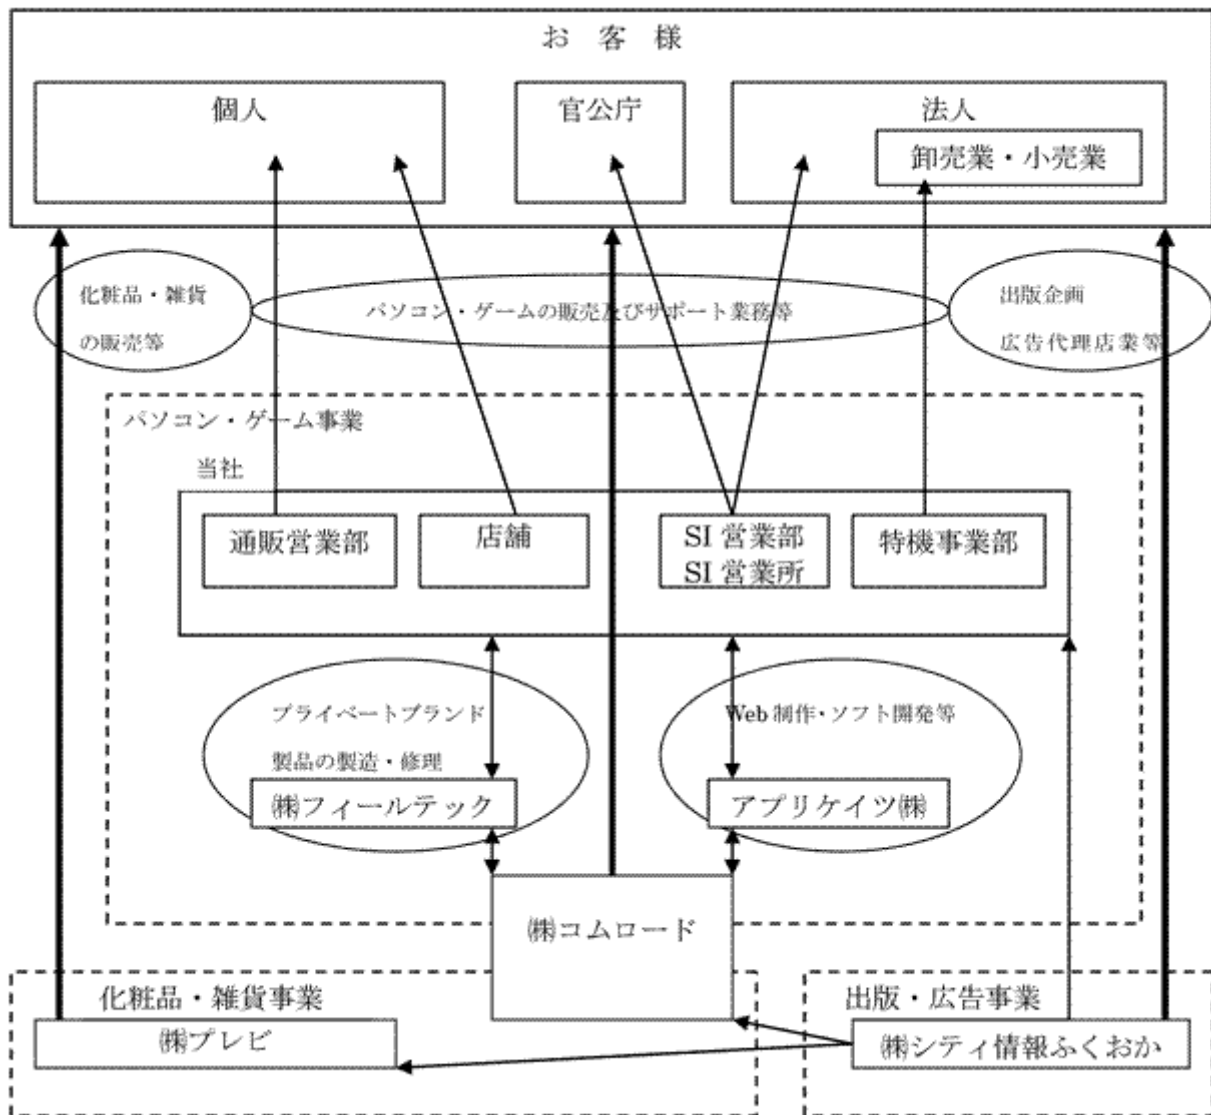 お 客 様
個人
官公庁
法人
卸売業・小売業
化粧品・雑貨
の販売等
パソコン・ゲームの販売及びサポート業務等
出版企画
広告代理店業等
パソコン・ゲーム事業
当社
通販営業部
店舗
SI 営業部
SI 営業所
特機事業部
プライベートブランド
製品の製造・修理
㈱フィールテック
Web 制作・ソフト開発等
アプリケイツ㈱
㈱コムロード
化粧品・雑貨事業
㈱プレビ
出版・広告事業
㈱シティ情報ふくおか